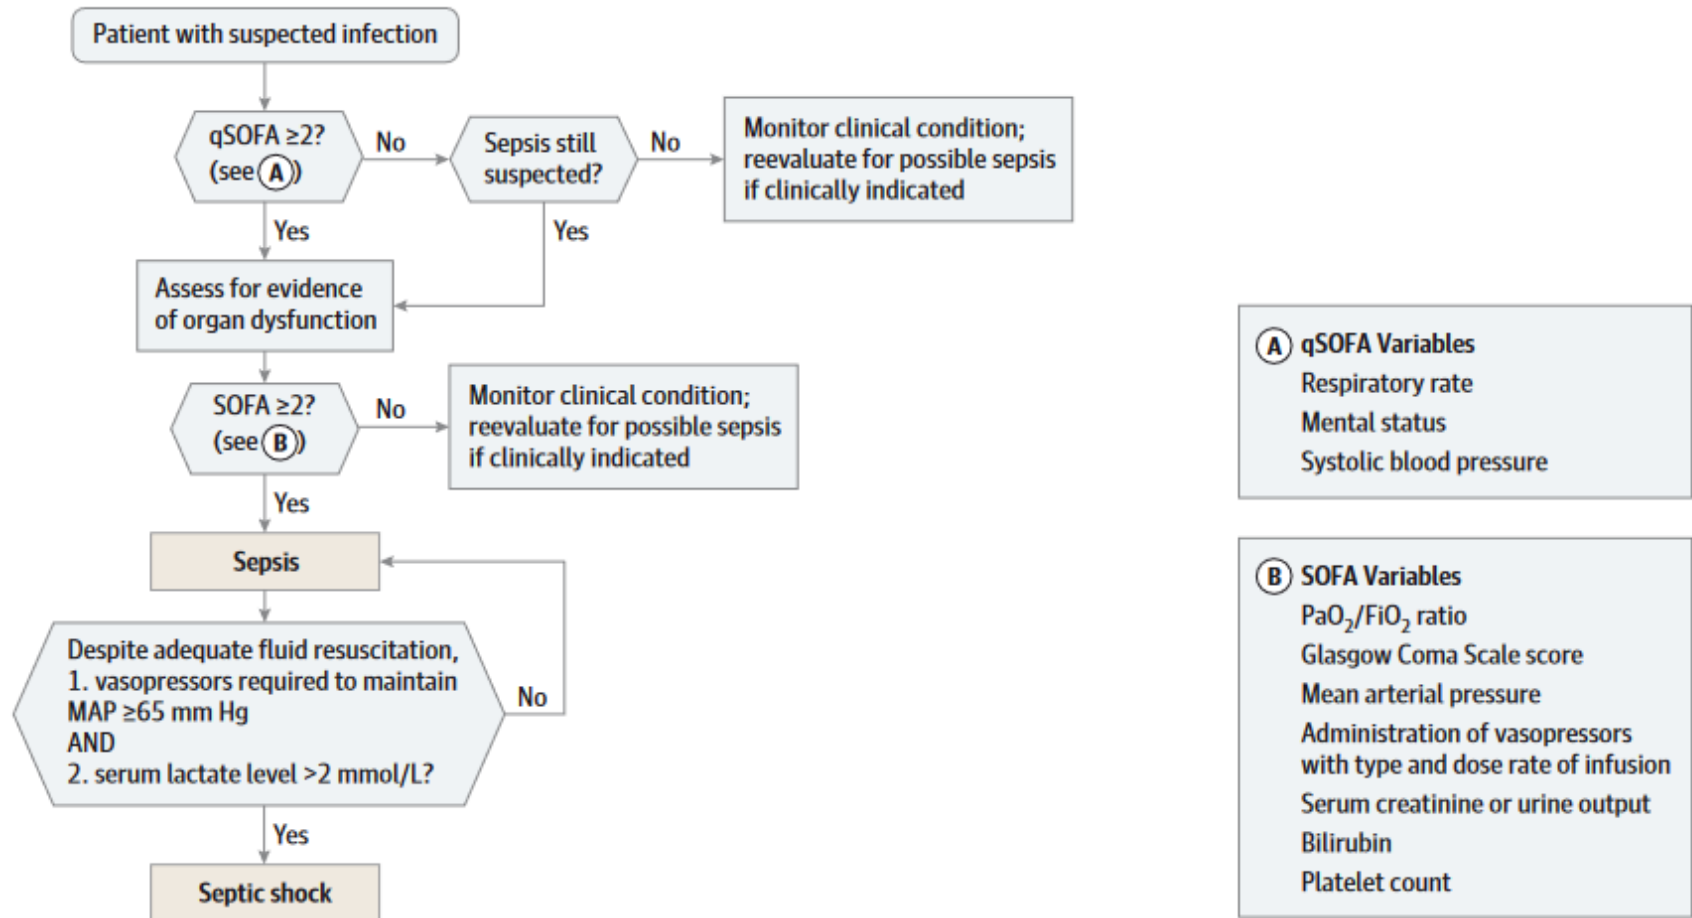 Patient with suspected infection
qSOFA ≥2?
(see A)
No
Sepsis still
suspected?
No
Monitor clinical condition;
reevaluate for possible sepsis
if clinically indicated
Yes
Yes
Assess for evidence
of organ dysfunction
SOFA ≥2?
(see B)
No
Monitor clinical condition;
reevaluate for possible sepsis
if clinically indicated
Yes
Sepsis
Despite adequate fluid resuscitation,
1. vasopressors required to maintain
MAP ≥65 mm Hg
AND
2. serum lactate level >2 mmol/L?
No
Yes
Septic shock
A qSOFA Variables
Respiratory rate
Mental status
Systolic blood pressure
B SOFA Variables
PaO₂/FiO₂ ratio
Glasgow Coma Scale score
Mean arterial pressure
Administration of vasopressors
with type and dose rate of infusion
Serum creatinine or urine output
Bilirubin
Platelet count